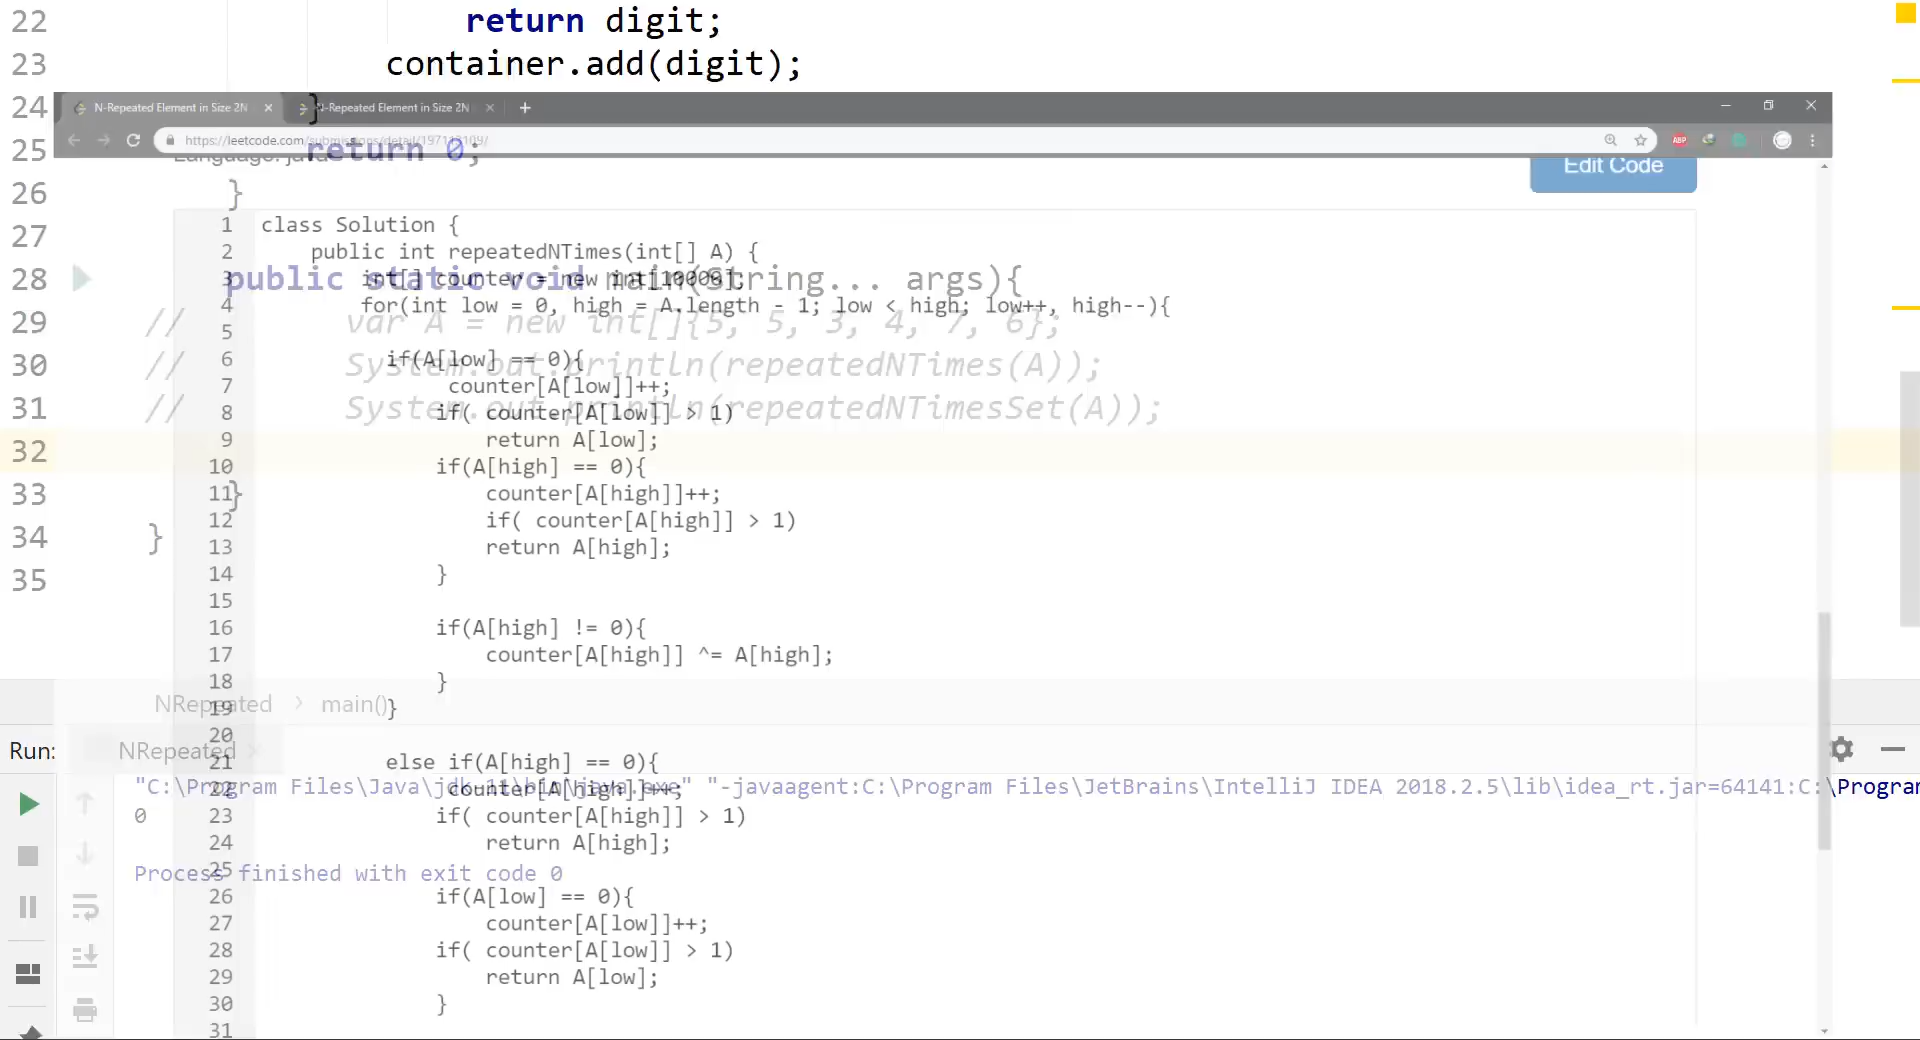 22 return digit;
23 container.add(digit);
24 }
N-Repeated Element in Size 2N
N-Repeated Element in Size 2N
https://leetcode.com/submissions/detail/197113109/
25 return 0;
Language: java
Edit Code
26 }
27
28 public static void main(String... args){
29 // var A = new int[]{5, 5, 3, 4, 7, 6};
30 // System.out.println(repeatedNTimes(A));
31 // System.out.println(repeatedNTimesSet(A));
32
33 }
34 }
35
1 class Solution {
2 public int repeatedNTimes(int[] A) {
3 int[] counter = new int[10000];
4 for(int low = 0, high = A.length - 1; low < high; low++, high--){
5
6 if(A[low] == 0){
7 counter[A[low]]++;
8 if( counter[A[low]] > 1)
9 return A[low];
10 if(A[high] == 0){
11 counter[A[high]]++;
12 if( counter[A[high]] > 1)
13 return A[high];
14 }
15
16 if(A[high] != 0){
17 counter[A[high]] ^= A[high];
18 }
19 }
20
21 else if(A[high] == 0){
22 counter[A[high]]++;
23 if( counter[A[high]] > 1)
24 return A[high];
25
26 if(A[low] == 0){
27 counter[A[low]]++;
28 if( counter[A[low]] > 1)
29 return A[low];
30 }
31
NRepeated > main()
Run: NRepeated
"C:\Program Files\Java\jdk-11\bin\java.exe" "-javaagent:C:\Program Files\JetBrains\IntelliJ IDEA 2018.2.5\lib\idea_rt.jar=64141:C:\Program
0
Process finished with exit code 0